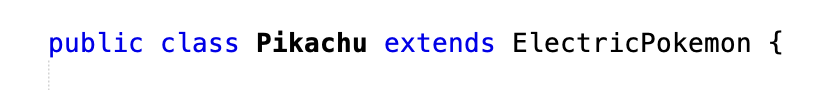 public class Pikachu extends ElectricPokemon {